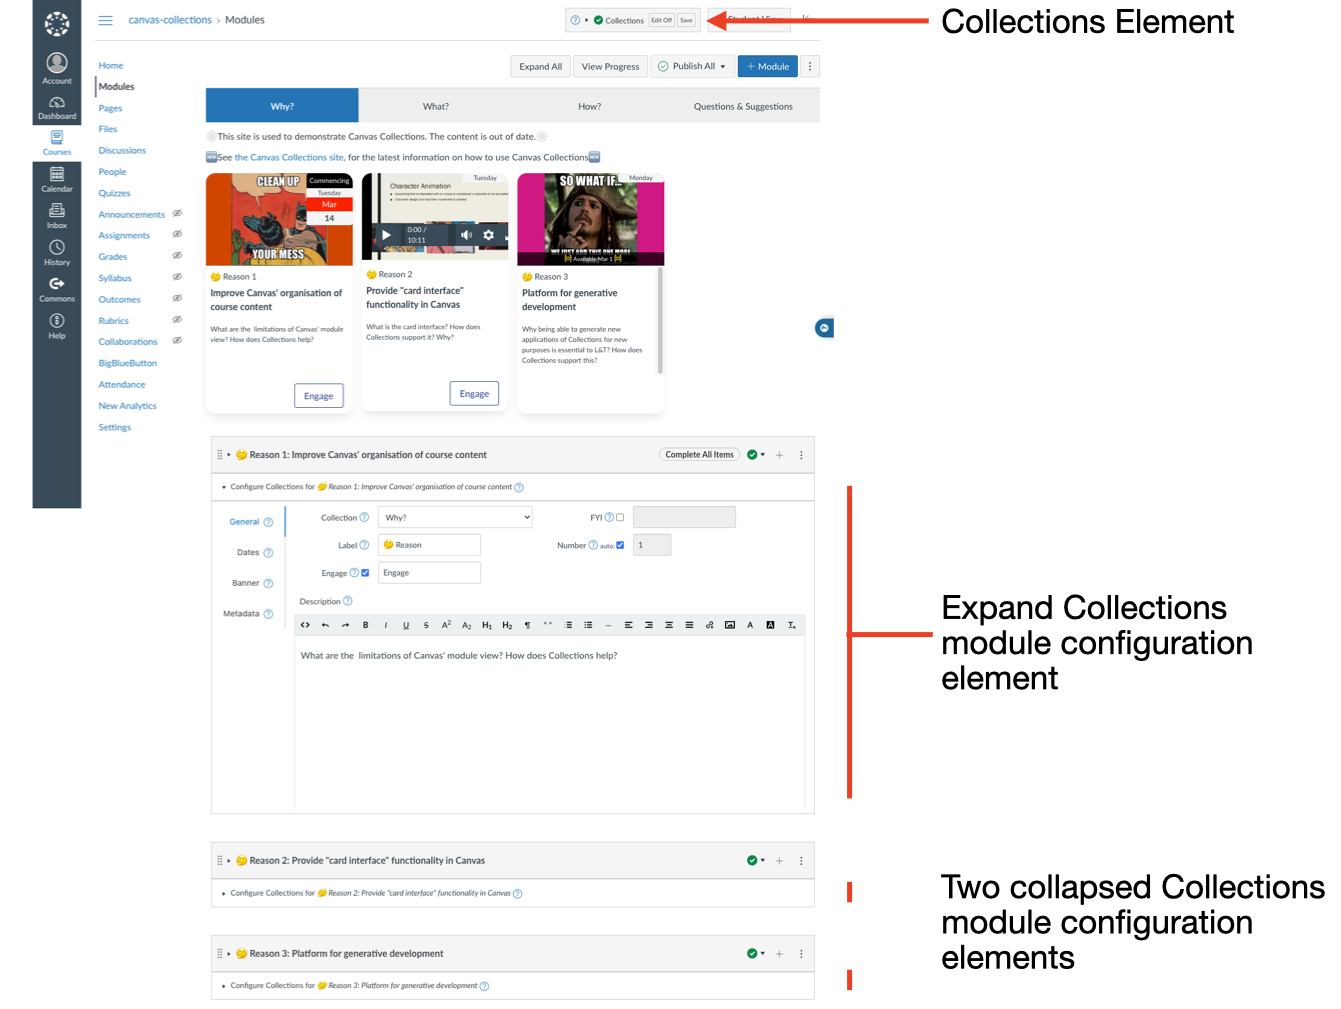 canvas-collections › Modules
Collections
Edit Off
Save
Student View
Collections Element
Account
Dashboard
Courses
Calendar
Inbox
History
Commons
Help
Home
Modules
Pages
Files
Discussions
People
Quizzes
Announcements
Assignments
Grades
Syllabus
Outcomes
Rubrics
Collaborations
BigBlueButton
Attendance
New Analytics
Settings
Expand All
View Progress
Publish All
+ Module
Why?
What?
How?
Questions & Suggestions
This site is used to demonstrate Canvas Collections. The content is out of date.
🆕See the Canvas Collections site, for the latest information on how to use Canvas Collections🆕
CLEAN UP
Commencing
Tuesday
Mar
14
YOUR MESS
🤔 Reason 1
Improve Canvas' organisation of
course content
What are the limitations of Canvas' module
view? How does Collections help?
Engage
Character Animation
Tuesday
0:00 /
10:11
🤔 Reason 2
Provide "card interface"
functionality in Canvas
What is the card interface? How does
Collections support it? Why?
Engage
SO WHAT IF...
Monday
WE JUST ADD THIS ONE MORE
🚧 Available Mar 1 🚧
🤔 Reason 3
Platform for generative
development
Why being able to generate new
applications of Collections for new
purposes is essential to L&T? How does
Collections support this?
🤔 Reason 1: Improve Canvas' organisation of course content
Complete All Items
Configure Collections for 🤔 Reason 1: Improve Canvas' organisation of course content
General
Dates
Banner
Metadata
Collection
Why?
FYI
Label
🤔 Reason
Number
auto:
1
Engage
Engage
Description
B I U S A2 A2 H1 H2 ¶ " " A A Tx
What are the limitations of Canvas' module view? How does Collections help?
Expand Collections
module configuration
element
🤔 Reason 2: Provide "card interface" functionality in Canvas
Configure Collections for 🤔 Reason 2: Provide "card interface" functionality in Canvas
🤔 Reason 3: Platform for generative development
Configure Collections for 🤔 Reason 3: Platform for generative development
Two collapsed Collections
module configuration
elements